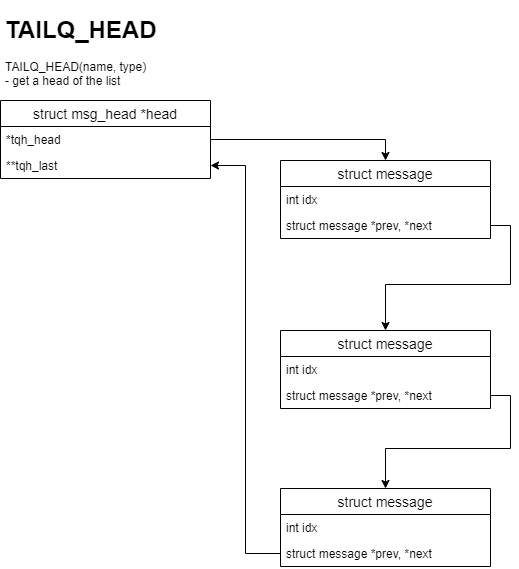 TAILQ_HEAD
TAILQ_HEAD(name, type)
- get a head of the list
struct msg_head *head
*tqh_head
**tqh_last
struct message
int idx
struct message *prev, *next
struct message
int idx
struct message *prev, *next
struct message
int idx
struct message *prev, *next